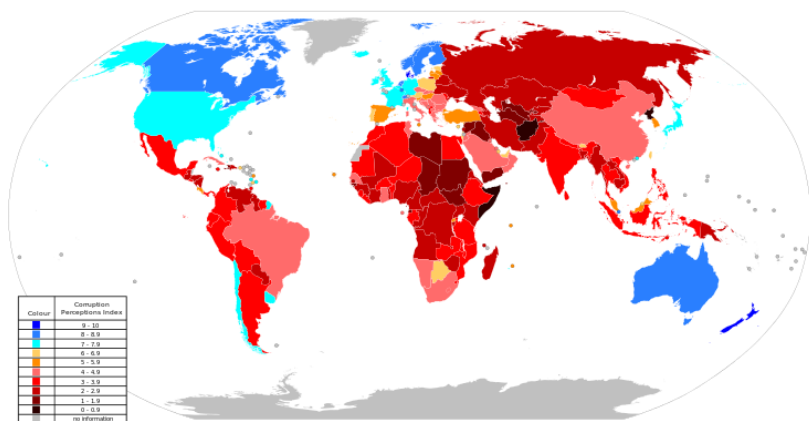 Colour
Corruption
Perceptions Index
9 - 10
8 - 8.9
7 - 7.9
6 - 6.9
5 - 5.9
4 - 4.9
3 - 3.9
2 - 2.9
1 - 1.9
0 - 0.9
no information